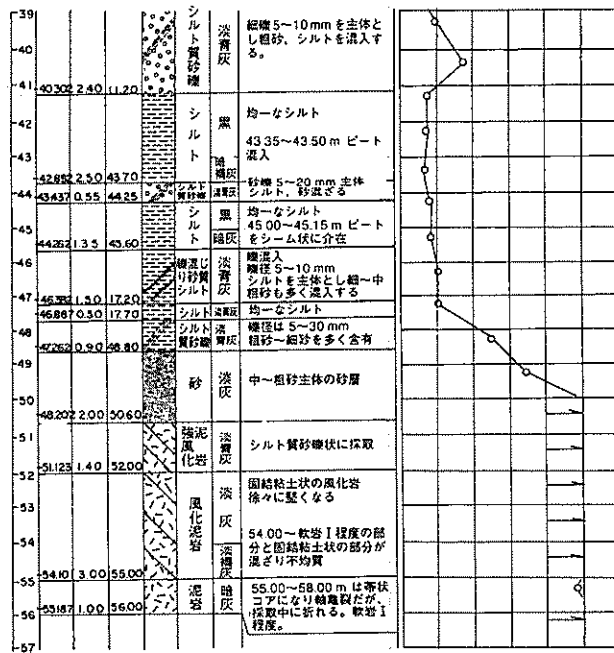 -39
-40
-41
-42
-43
-44
-45
-46
-47
-48
-49
-50
-51
-52
-53
-54
-55
-56
-57
シルト質砂礫
淡青灰
細礫5~10mmを主体と
し粗砂、シルトを混入す
る。
40.302 2.40 41.20
シルト
黒
暗褐灰
均一なシルト
43.35~43.50m ピート
混入
2.50 43.70
シルト
質砂礫
淡青灰
砂礫 5~20mm 主体
シルト、砂混ざる
43.437 0.55 44.25
シルト
黒
暗灰
均一なシルト
45.00~45.15m ピート
をシーム状に介在
44.262 1.35 45.60
礫混じ
り砂質
シルト
淡青灰
礫混入
礫径 5~10mm
シルトを主体とし細~中
粗砂も多く混入する
17.20
シルト
淡青灰
均一なシルト
17.70
シルト
質砂礫
淡青灰
礫径は 5~30mm
粗砂~細砂を多く含有
47.262 0.90 48.80
砂
淡灰
中~粗砂主体の砂層
48.202 2.00 50.60
強風化泥岩
淡青灰
シルト質砂礫状に採取
51.123 1.40 52.00
風化泥岩
淡灰
淡褐灰
固結粘土状の風化岩
徐々に堅くなる
54.00~軟岩Ⅰ程度の部
分と固結粘土状の部分が
混ざり不均質
54.10 3.00 55.00
泥岩
暗灰
55.00~58.00mは帯状
コアになり軸亀裂だが、
採取中に折れる。軟岩Ⅰ
程度。
1.00 56.00